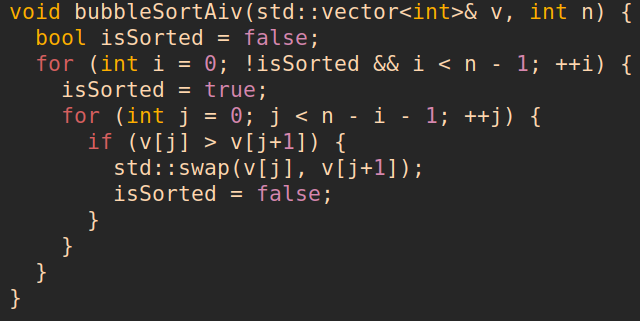 void bubbleSortAiv(std::vector<int>& v, int n) {
  bool isSorted = false;
  for (int i = 0; !isSorted && i < n - 1; ++i) {
    isSorted = true;
    for (int j = 0; j < n - i - 1; ++j) {
      if (v[j] > v[j+1]) {
        std::swap(v[j], v[j+1]);
        isSorted = false;
      }
    }
  }
}